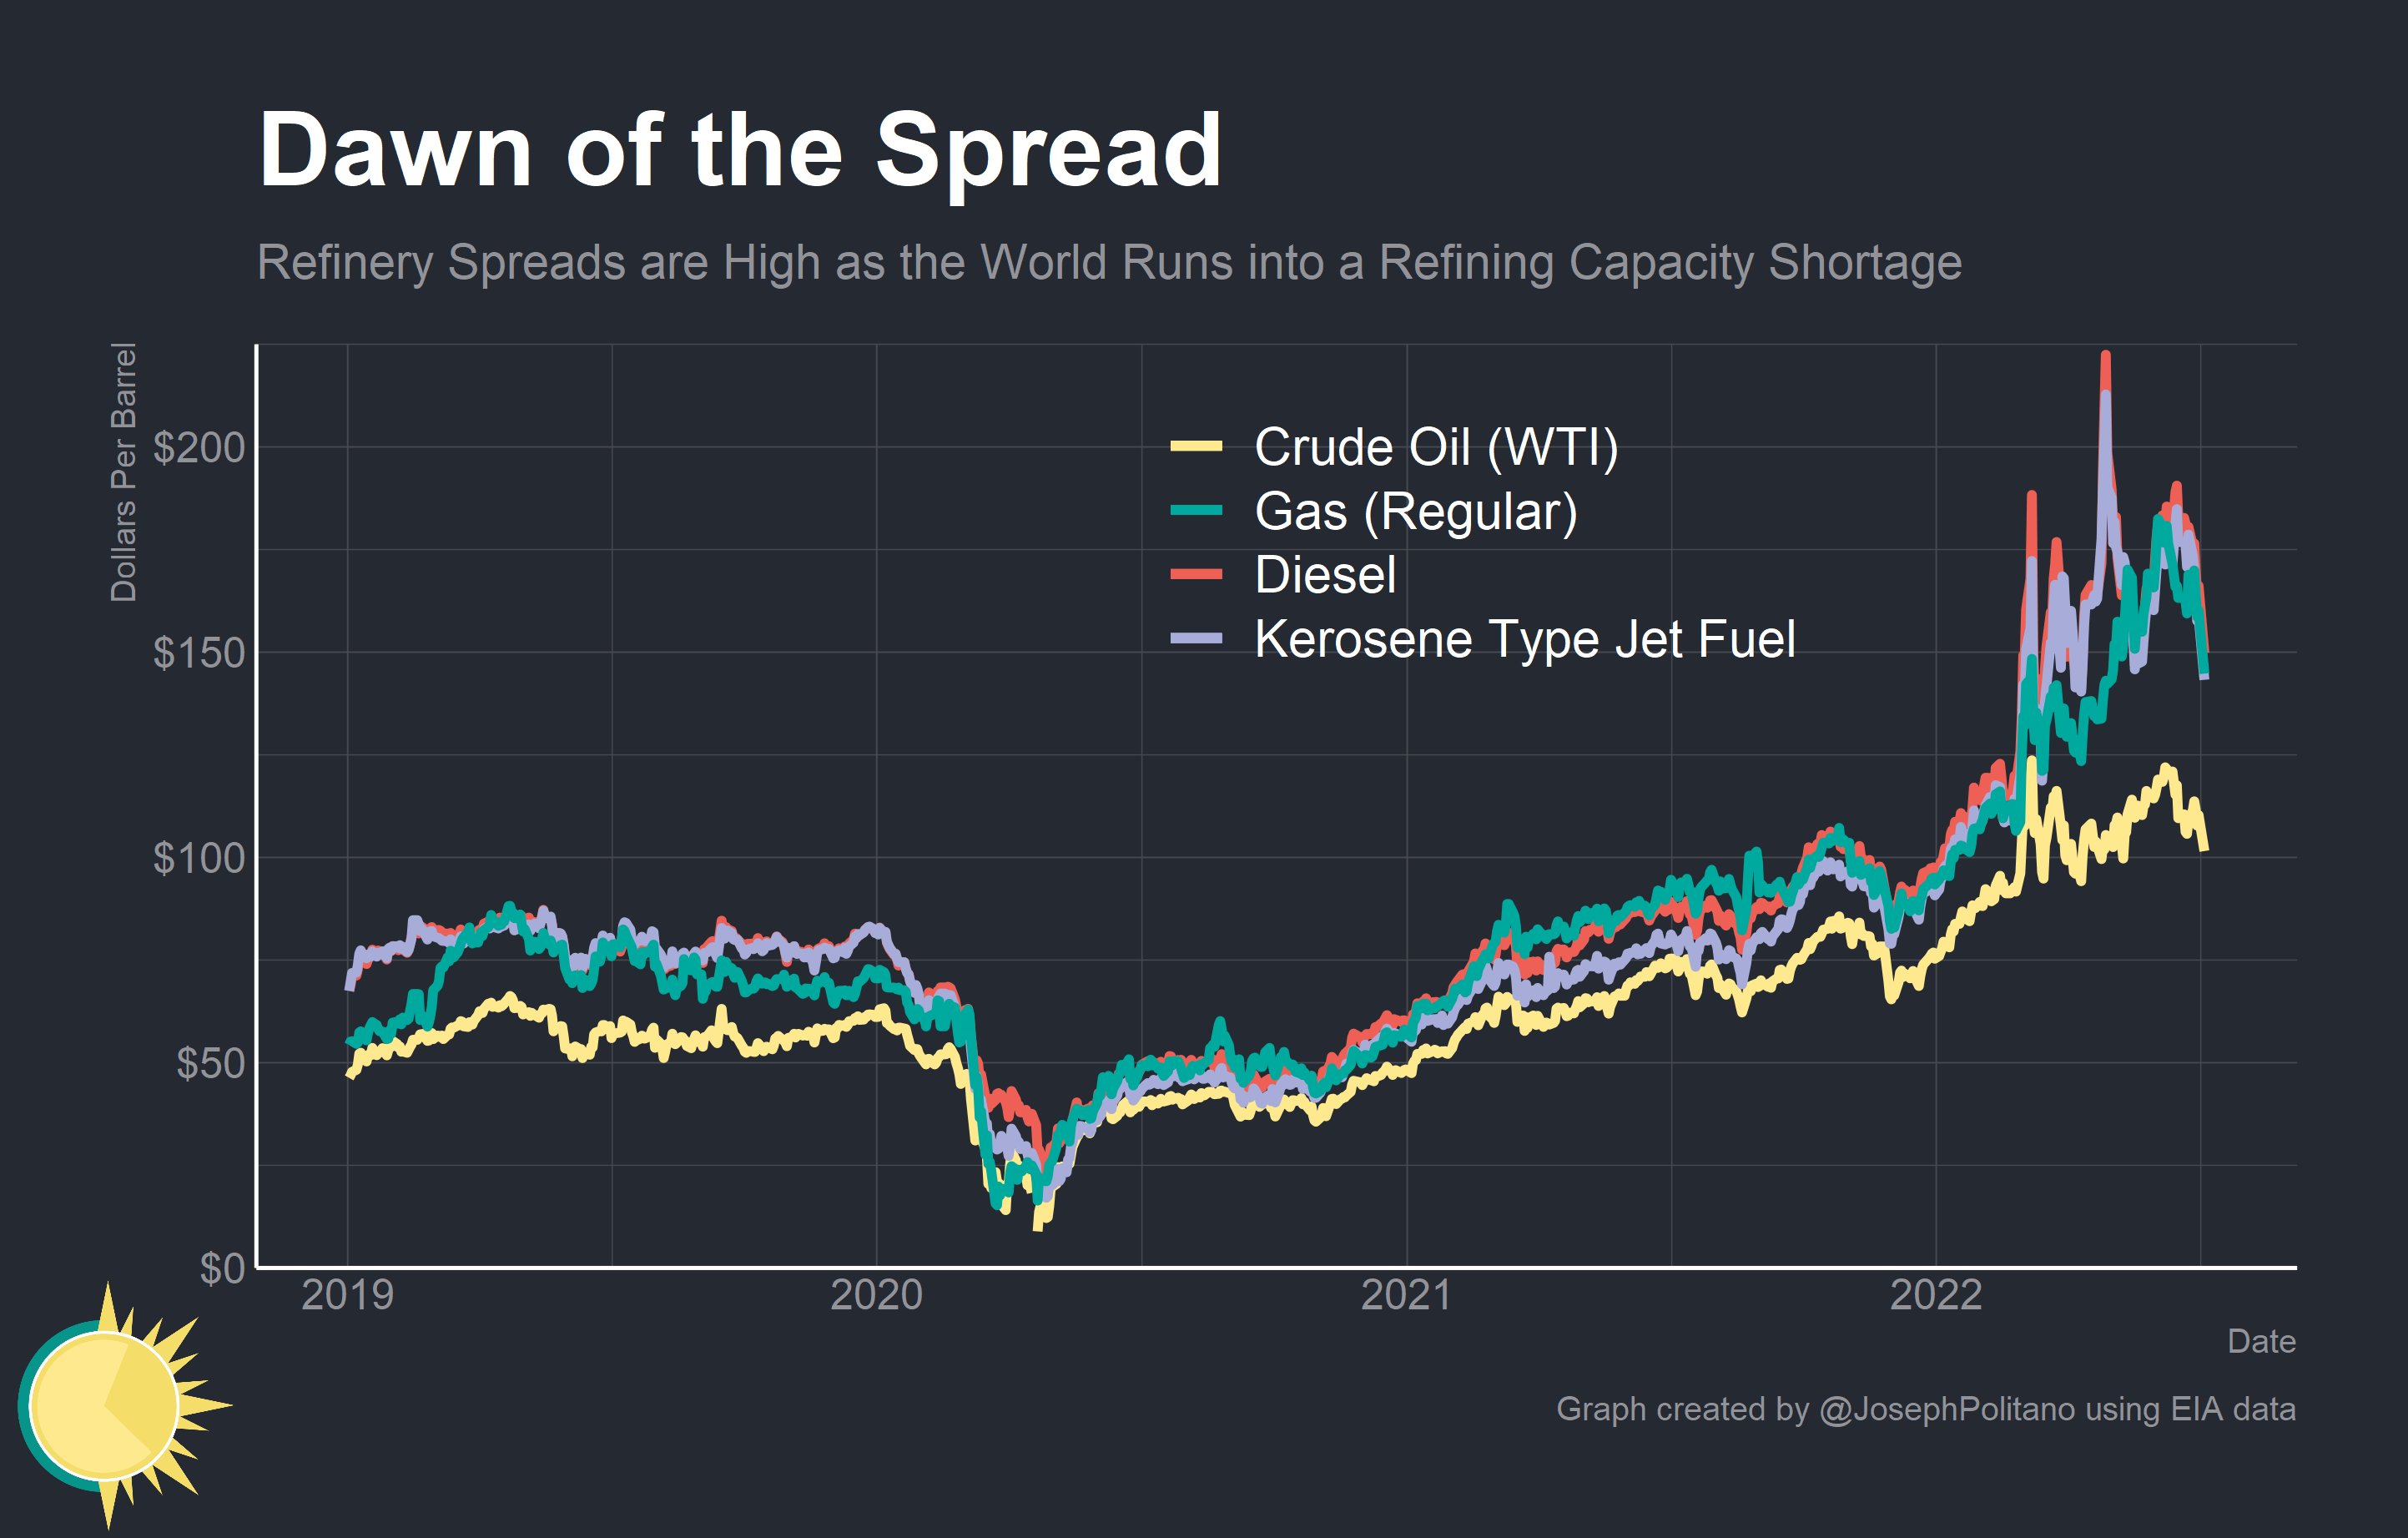 Dawn of the Spread
Refinery Spreads are High as the World Runs into a Refining Capacity Shortage
Dollars Per Barrel
$200
$150
$100
$50
$0
Crude Oil (WTI)
Gas (Regular)
Diesel
Kerosene Type Jet Fuel
2019 2020 2021 2022
Date
Graph created by @JosephPolitano using EIA data